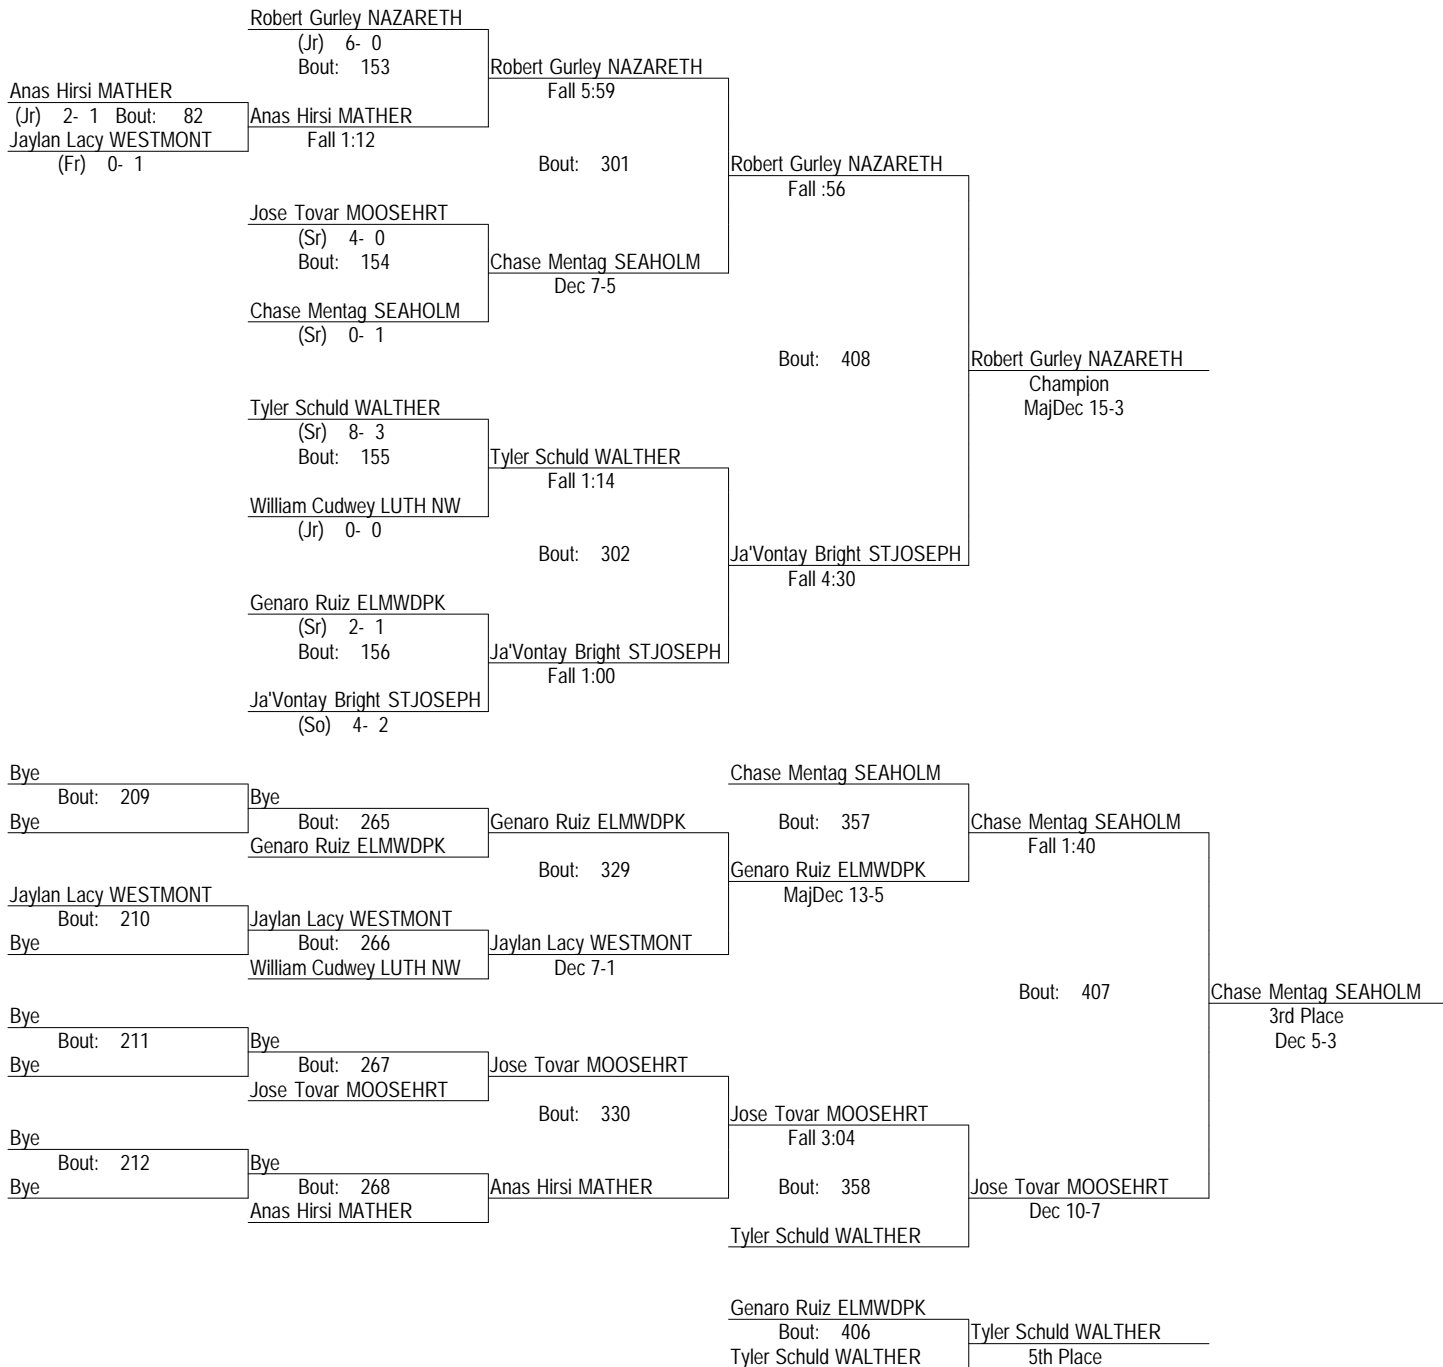 Robert Gurley NAZARETH
(Jr) 6- 0
Bout: 153
Robert Gurley NAZARETH
Fall 5:59
Anas Hirsi MATHER
(Jr) 2- 1 Bout: 82
Anas Hirsi MATHER
Fall 1:12
Jaylan Lacy WESTMONT
(Fr) 0- 1
Bout: 301
Robert Gurley NAZARETH
Fall :56
Jose Tovar MOOSEHRT
(Sr) 4- 0
Bout: 154
Chase Mentag SEAHOLM
Dec 7-5
Chase Mentag SEAHOLM
(Sr) 0- 1
Bout: 408
Robert Gurley NAZARETH
Champion
MajDec 15-3
Tyler Schuld WALTHER
(Sr) 8- 3
Bout: 155
Tyler Schuld WALTHER
Fall 1:14
William Cudwey LUTH NW
(Jr) 0- 0
Bout: 302
Ja'Vontay Bright STJOSEPH
Fall 4:30
Genaro Ruiz ELMWDPK
(Sr) 2- 1
Bout: 156
Ja'Vontay Bright STJOSEPH
Fall 1:00
Ja'Vontay Bright STJOSEPH
(So) 4- 2
Bye
Bout: 209
Bye
Bye
Bout: 265
Genaro Ruiz ELMWDPK
Genaro Ruiz ELMWDPK
Bout: 329
Chase Mentag SEAHOLM
Bout: 357
Genaro Ruiz ELMWDPK
MajDec 13-5
Chase Mentag SEAHOLM
Fall 1:40
Jaylan Lacy WESTMONT
Bout: 210
Bye
Jaylan Lacy WESTMONT
Bout: 266
William Cudwey LUTH NW
Jaylan Lacy WESTMONT
Dec 7-1
Bout: 407
Chase Mentag SEAHOLM
3rd Place
Dec 5-3
Bye
Bout: 211
Bye
Bye
Bout: 267
Jose Tovar MOOSEHRT
Jose Tovar MOOSEHRT
Bout: 330
Jose Tovar MOOSEHRT
Fall 3:04
Bye
Bout: 212
Bye
Bye
Bout: 268
Anas Hirsi MATHER
Anas Hirsi MATHER
Bout: 358
Tyler Schuld WALTHER
Jose Tovar MOOSEHRT
Dec 10-7
Genaro Ruiz ELMWDPK
Bout: 406
Tyler Schuld WALTHER
Tyler Schuld WALTHER
5th Place